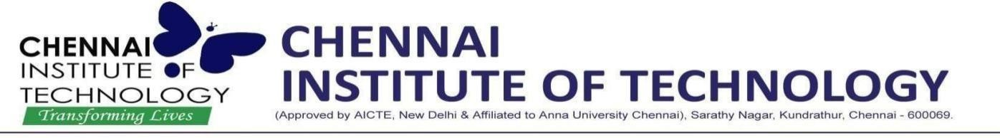 CHENNAI
INSTITUTE OF
TECHNOLOGY
Transforming Lives
CHENNAI
INSTITUTE OF TECHNOLOGY
(Approved by AICTE, New Delhi & Affiliated to Anna University Chennai), Sarathy Nagar, Kundrathur, Chennai - 600069.